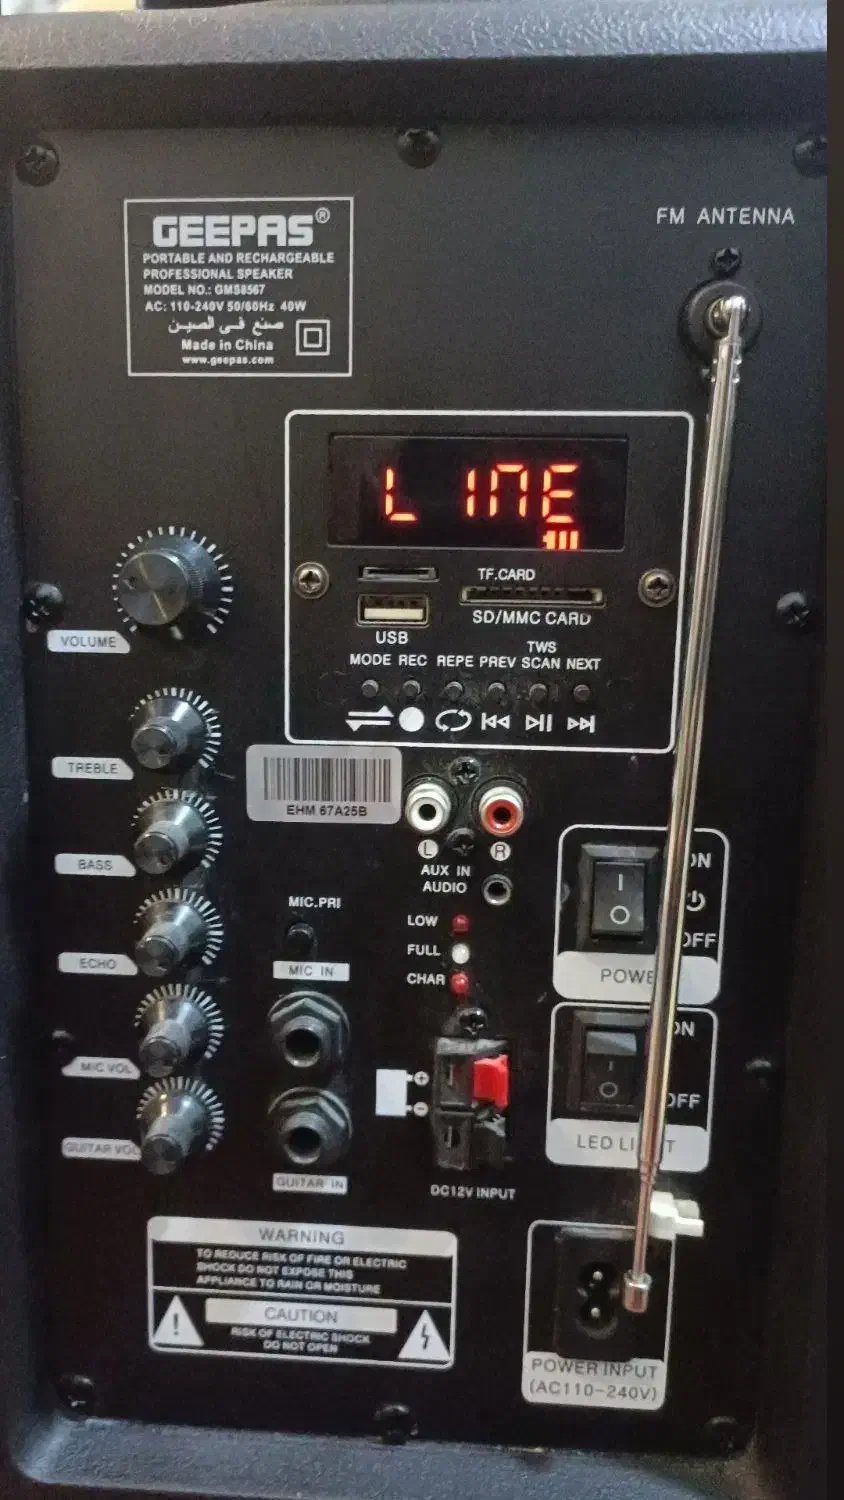 GEEPAS®
PORTABLE AND RECHARGEABLE
PROFESSIONAL SPEAKER
MODEL NO.: GMS8567
AC: 110-240V 50/60Hz 40W
صنع في الصين
Made in China
www.geepas.com
FM ANTENNA
LINE
TF.CARD
SD/MMC CARD
USB
TWS
MODE REC REPE PREV SCAN NEXT
VOLUME
TREBLE
BASS
ECHO
MIC VOL
GUITAR VOL
EHM 67A25B
L R
AUX IN
AUDIO
MIC.PRI
MIC IN
GUITAR IN
LOW
FULL
CHAR
+
−
DC12V INPUT
ON
OFF
ON
OFF
LED
WARNING
TO REDUCE RISK OF FIRE OR ELECTRIC
SHOCK DO NOT EXPOSE THIS
APPLIANCE TO RAIN OR MOISTURE
CAUTION
RISK OF ELECTRIC SHOCK
DO NOT OPEN
POWER INPUT
(AC110-240V)